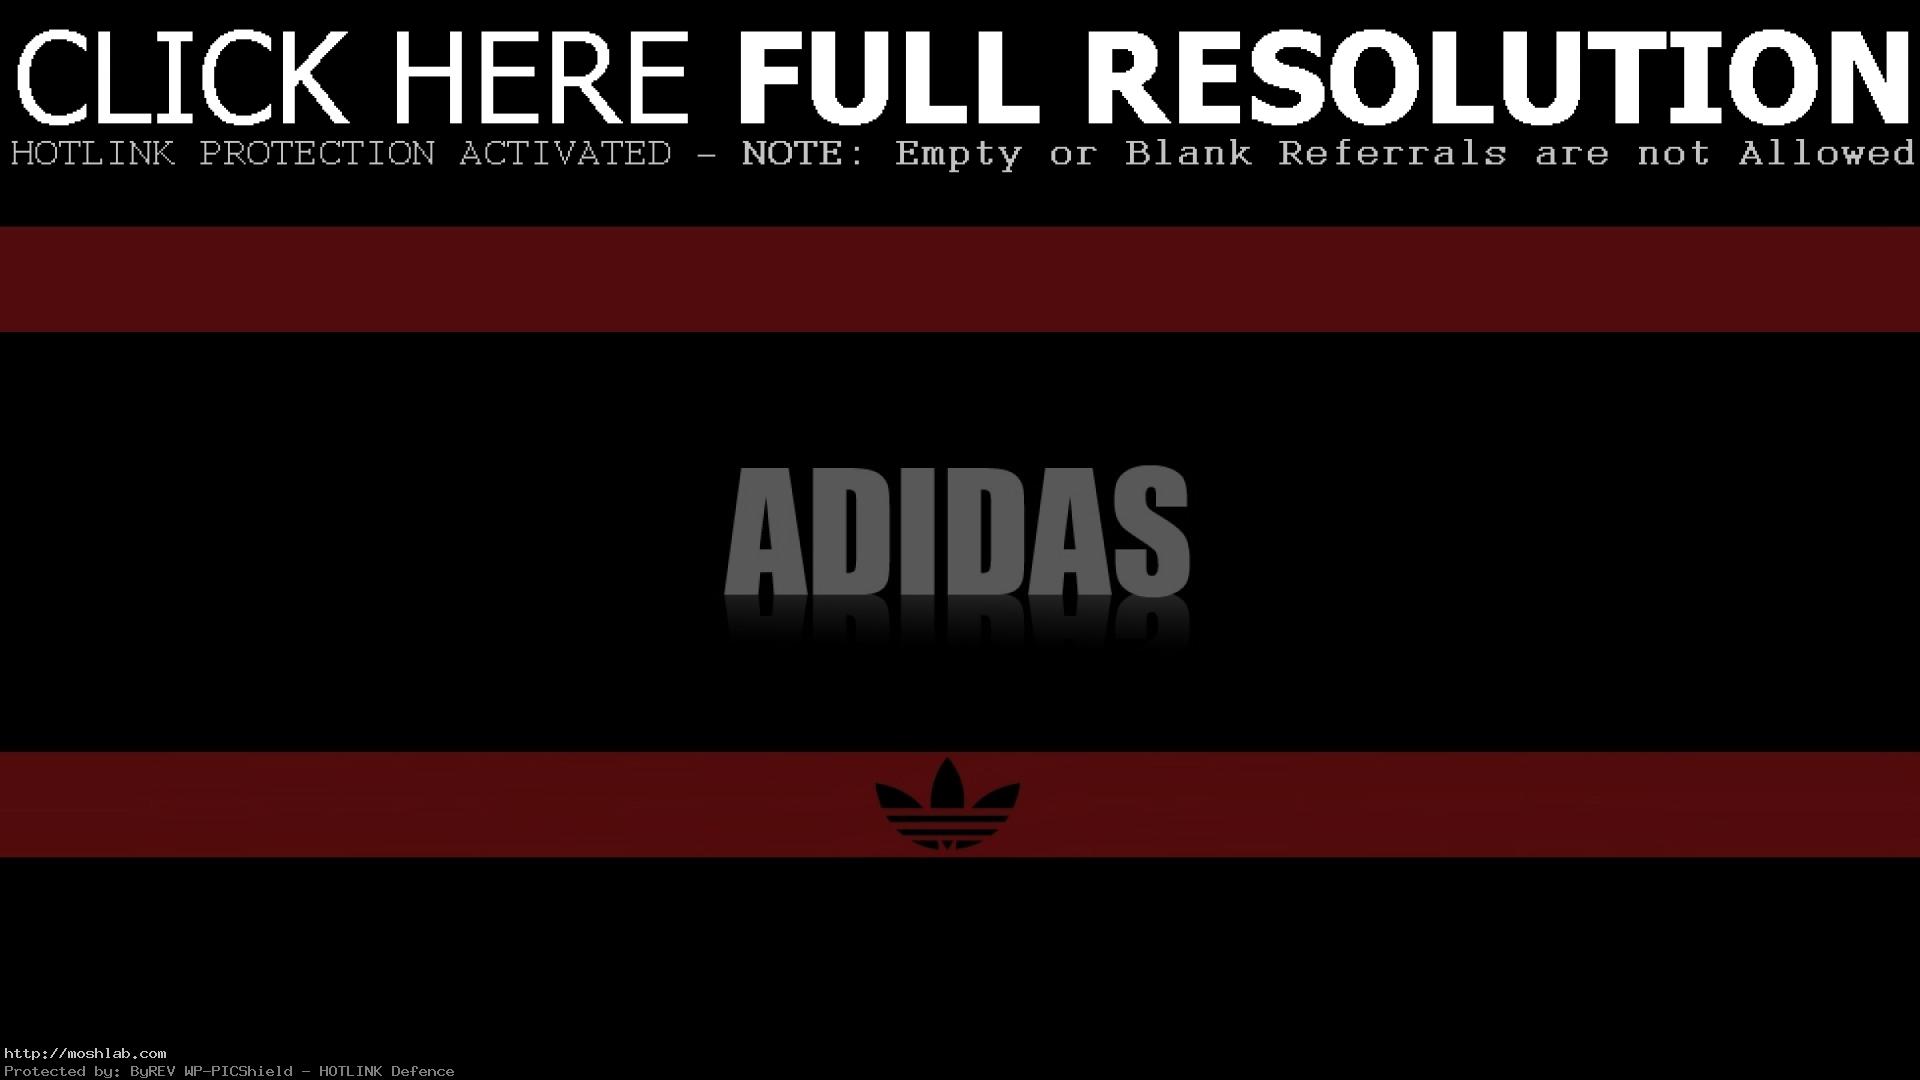 CLICK HERE FULL RESOLUTION
HOTLINK PROTECTION ACTIVATED - NOTE: Empty or Blank Referrals are not Allowed
ADIDAS
http://moshlab.com
Protected by: ByREV WP-PICShield - HOTLINK Defence